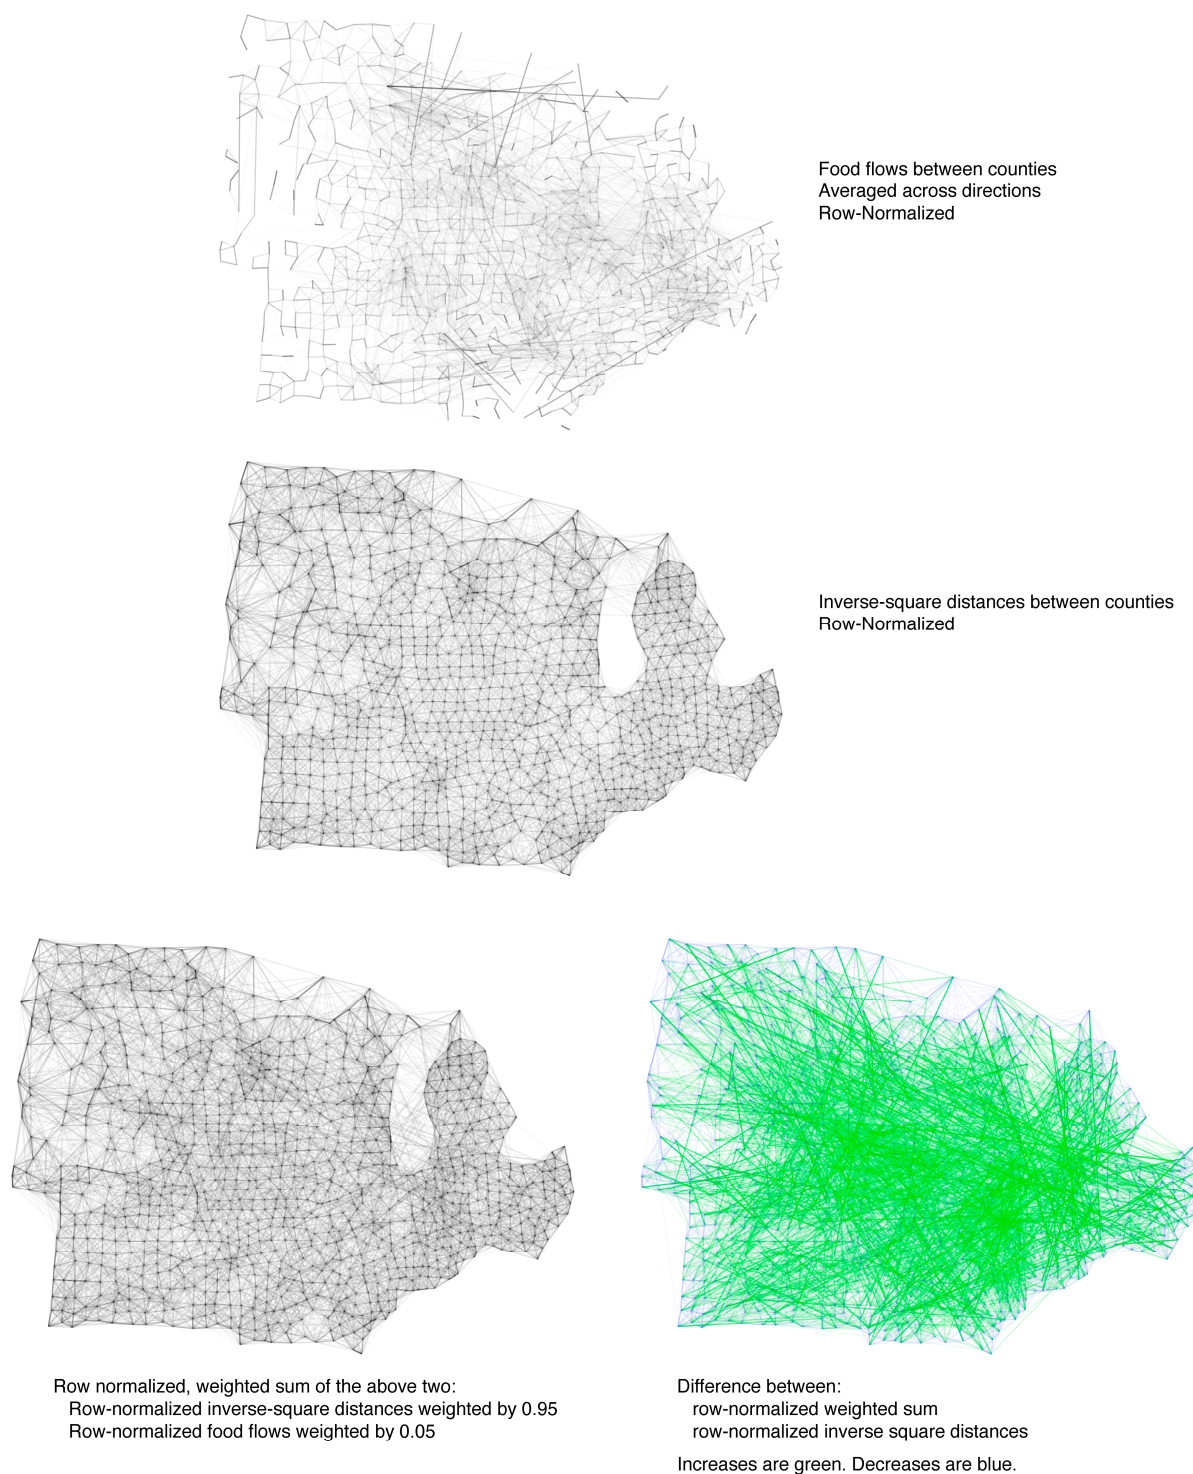 Food flows between counties
Averaged across directions
Row-Normalized
Inverse-square distances between counties
Row-Normalized
Row normalized, weighted sum of the above two:
Row-normalized inverse-square distances weighted by 0.95
Row-normalized food flows weighted by 0.05
Difference between:
row-normalized weighted sum
row-normalized inverse square distances
Increases are green. Decreases are blue.